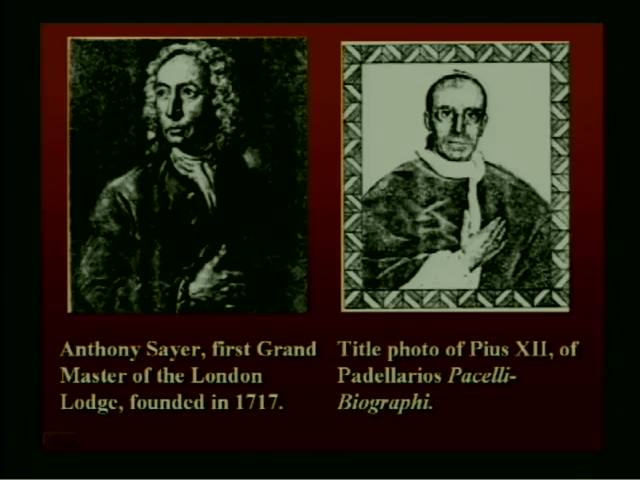 Anthony Sayer, first Grand
Master of the London
Lodge, founded in 1717.
Title photo of Pius XII, of
Padellarios Pacelli-
Biographi.